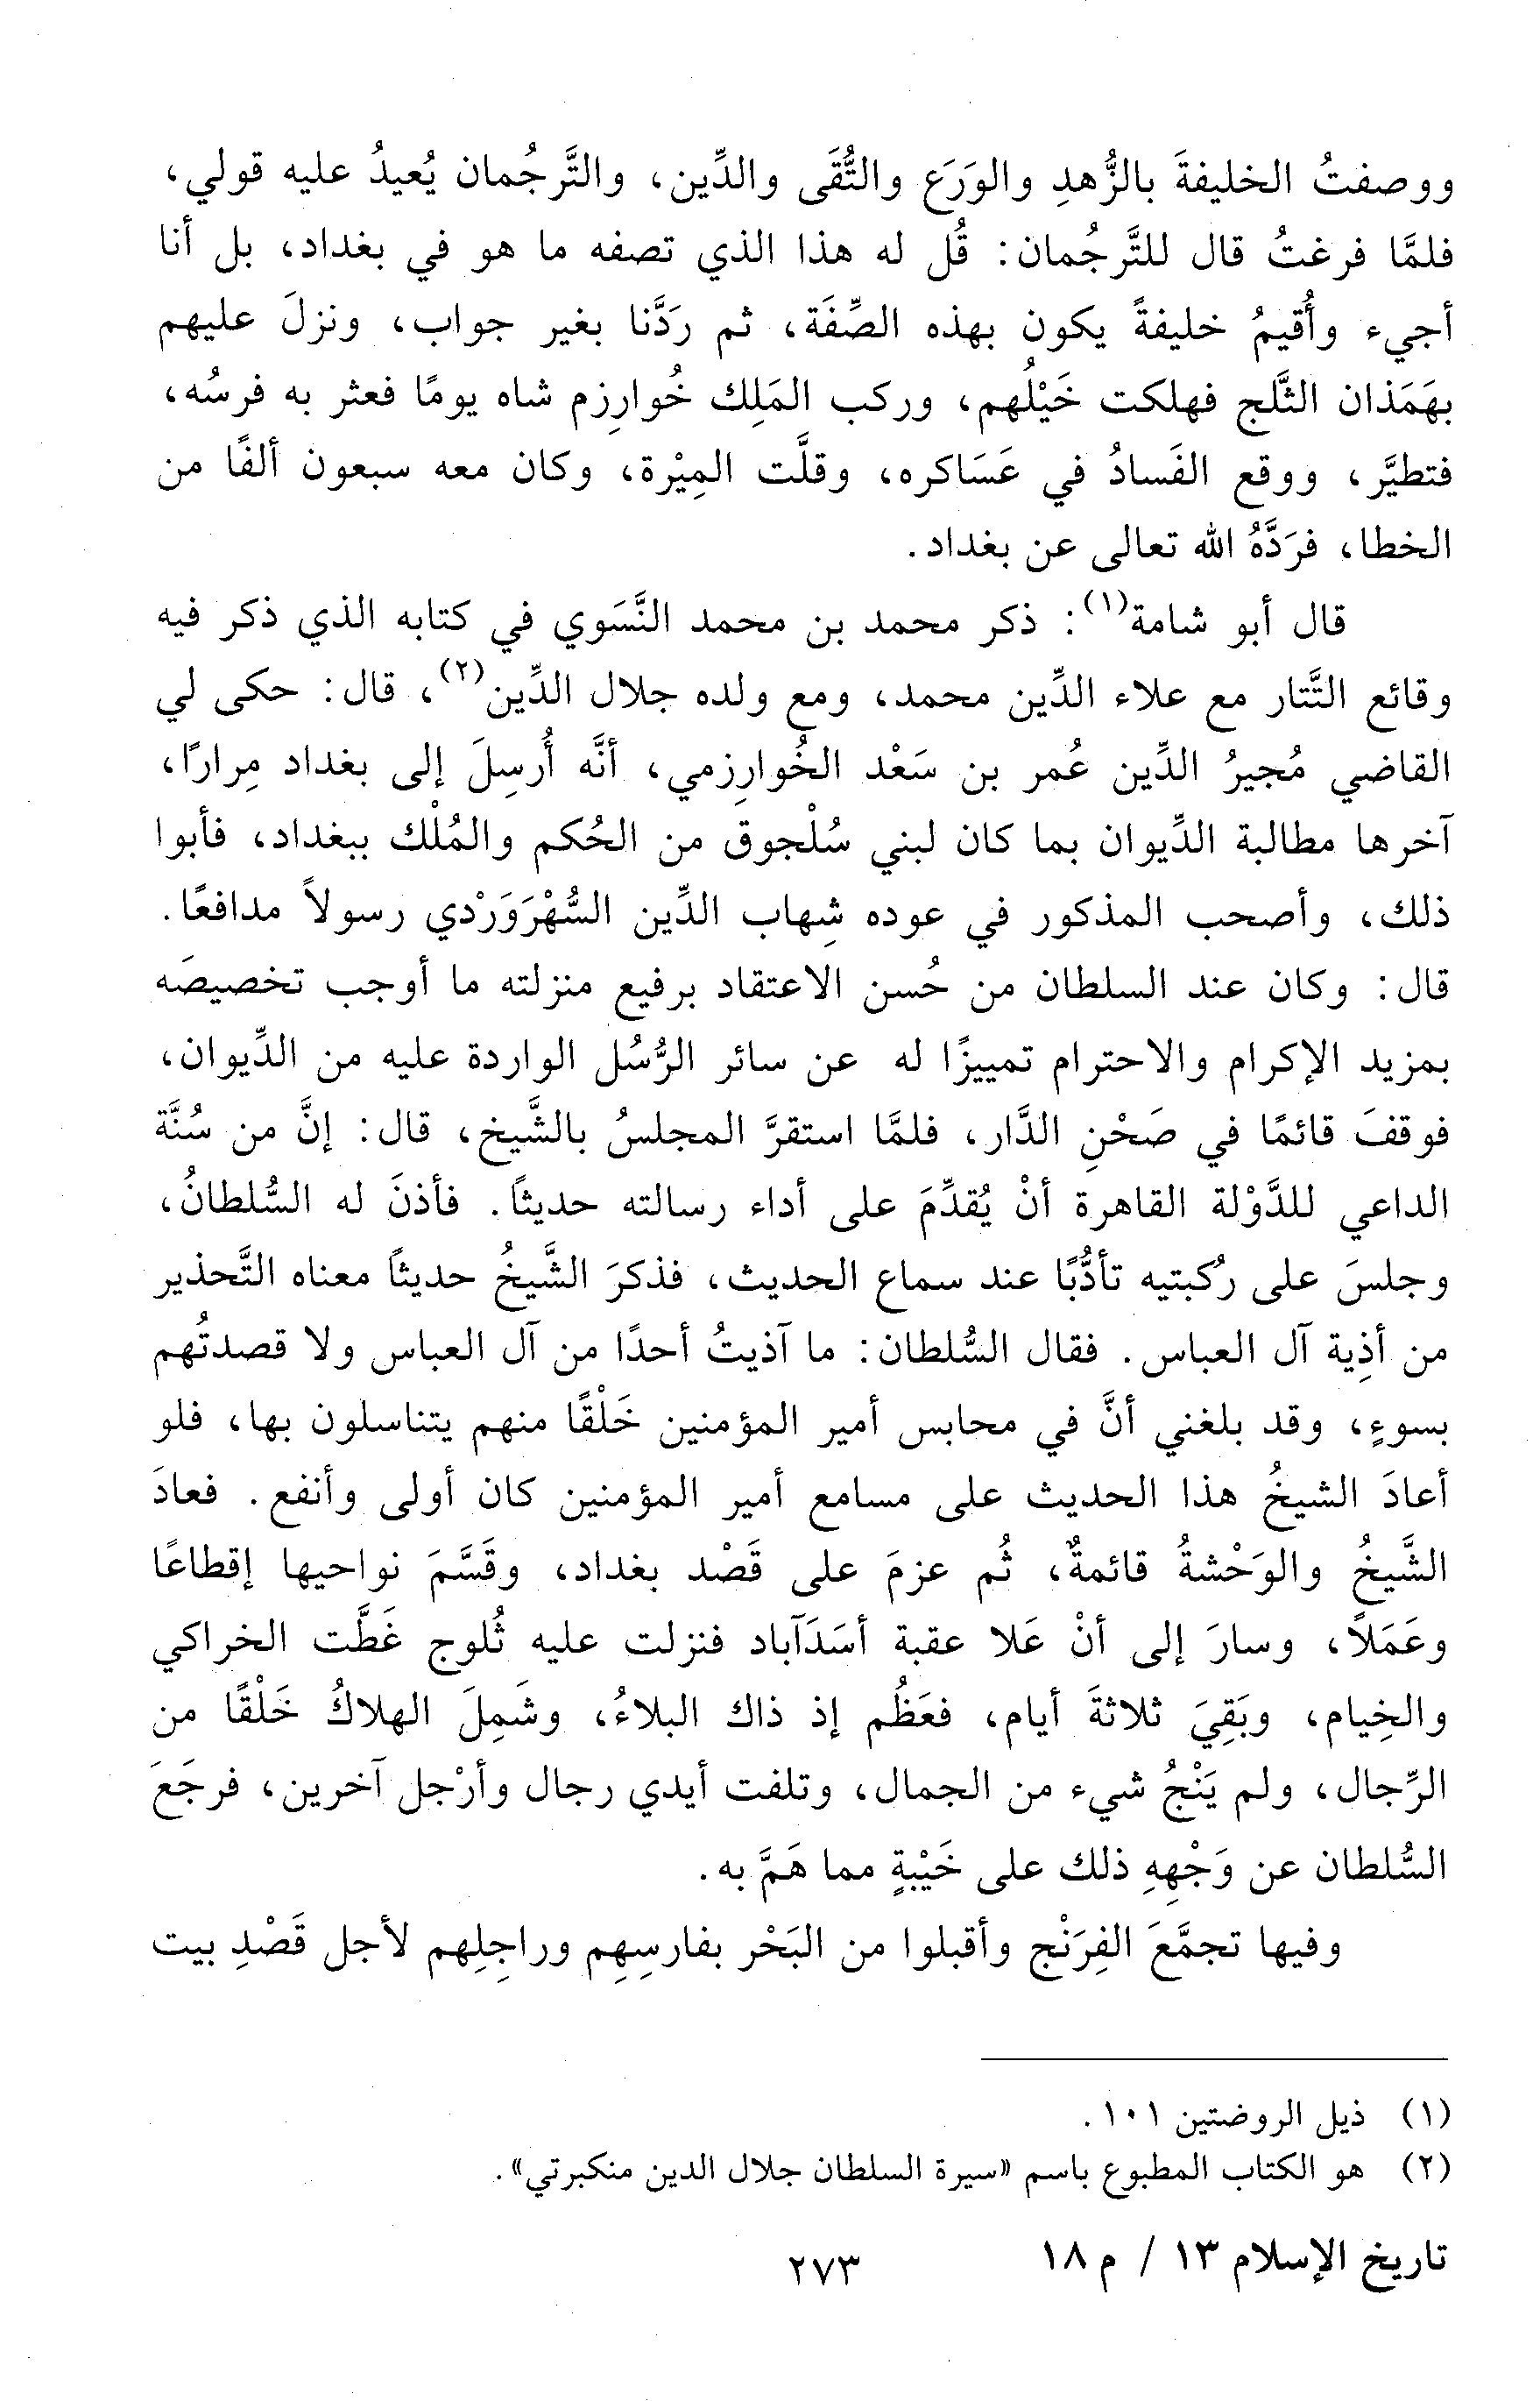 ووصفتُ الخليفةَ بالزُّهدِ والوَرَع والتُّقَى والدِّين، والتَّرجُمان يُعيدُ عليه قولي،
فلمَّا فرغتُ قال للتَّرجُمان: قُل له هذا الذي تصفه ما هو في بغداد، بل أنا
أجيء وأُقيمُ خليفةً يكون بهذه الصِّفَة، ثم رَدَّنا بغير جواب، ونزلَ عليهم
بهَمَذان الثَّلج فهلكت خَيْلُهم، وركب المَلِك خُوارِزم شاه يومًا فعثر به فرسُه،
فتطيَّر، ووقع الفَسادُ في عَسَاكره، وقلَّت المِيْرة، وكان معه سبعون ألفًا من
الخطا، فرَدَّهُ الله تعالى عن بغداد.
قال أبو شامة(١): ذكر محمد بن محمد النَّسَوي في كتابه الذي ذكر فيه
وقائع التَّتار مع علاء الدِّين محمد، ومع ولده جلال الدِّين(٢)، قال: حكى لي
القاضي مُجيرُ الدِّين عُمر بن سَعْد الخُوارِزمي، أنَّه أُرسِلَ إلى بغداد مِرارًا،
آخرها مطالبة الدِّيوان بما كان لبني سُلْجوق من الحُكم والمُلْك ببغداد، فأبوا
ذلك، وأصحب المذكور في عوده شِهاب الدِّين السُّهْرَوَرْدي رسولاً مدافعًا.
قال: وكان عند السلطان من حُسن الاعتقاد برفيع منزلته ما أوجب تخصيصَه
بمزيد الإكرام والاحترام تمييزًا له عن سائر الرُّسُل الواردة عليه من الدِّيوان،
فوقفَ قائمًا في صَحْنِ الدَّار، فلمَّا استقرَّ المجلسُ بالشَّيخ، قال: إنَّ من سُنَّة
الداعي للدَّوْلة القاهرة أنْ يُقدِّمَ على أداء رسالته حديثًا. فأذنَ له السُّلطانُ،
وجلسَ على رُكبتيه تأدُّبًا عند سماع الحديث، فذكرَ الشَّيخُ حديثًا معناه التَّحذير
من أذِية آل العباس. فقال السُّلطان: ما آذيتُ أحدًا من آل العباس ولا قصدتُهم
بسوءٍ، وقد بلغني أنَّ في محابس أمير المؤمنين خَلْقًا منهم يتناسلون بها، فلو
أعادَ الشيخُ هذا الحديث على مسامع أمير المؤمنين كان أولى وأنفع. فعادَ
الشَّيخُ والوَحْشةُ قائمةٌ، ثُم عزمَ على قَصْد بغداد، وقَسَّمَ نواحيها إقطاعًا
وعَمَلاً، وسارَ إلى أنْ عَلا عقبة أسَدَآباد فنزلت عليه ثُلوج غَطَّت الخراكي
والخِيام، وبَقِيَ ثلاثةَ أيام، فعَظُم إذ ذاك البلاءُ، وشَمِلَ الهلاكُ خَلْقًا من
الرِّجال، ولم يَنْجُ شيء من الجمال، وتلفت أيدي رجال وأرْجل آخرين، فرجَعَ
السُّلطان عن وَجْهِهِ ذلك على خَيْبةٍ مما هَمَّ به.
وفيها تجمَّعَ الفِرَنْج وأقبلوا من البَحْر بفارسِهِم وراجِلِهم لأجل قَصْدِ بيت
(١) ذيل الروضتين ١٠١.
(٢) هو الكتاب المطبوع باسم «سيرة السلطان جلال الدين منكبرتي».
تاريخ الإسلام ١٣ / م ١٨
٢٧٣